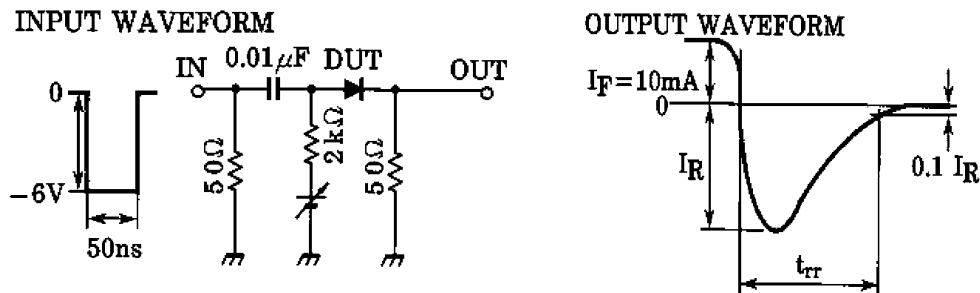 INPUT WAVEFORM
0
−6V
50ns
IN
0.01μF
DUT
OUT
50Ω
2kΩ
50Ω
OUTPUT WAVEFORM
IF=10mA
0
IR
0.1 IR
trr